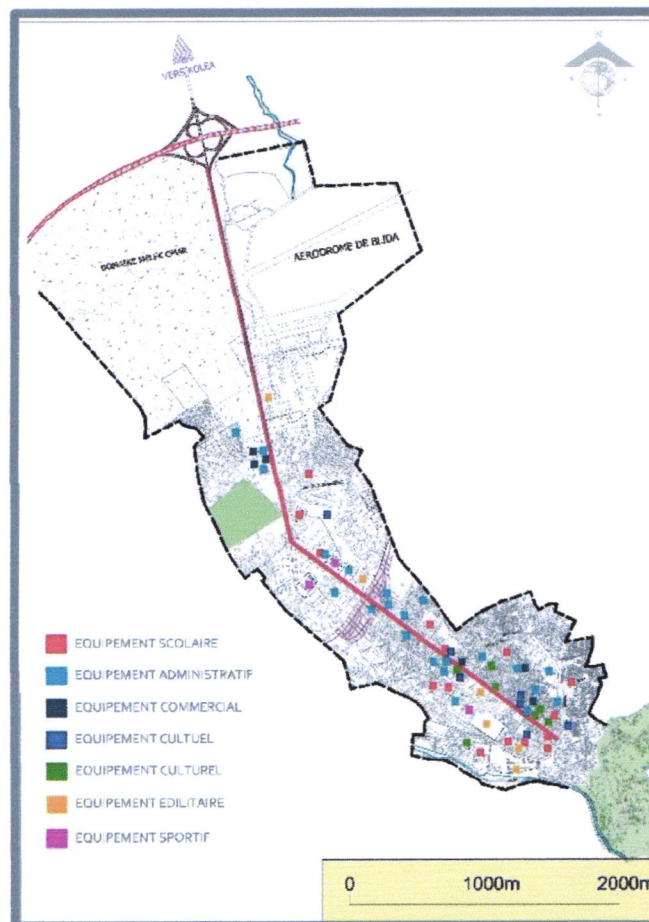 N
VERS KOLEA
AERODROME DE BLIDA
EQUIPEMENT SCOLAIRE
EQUIPEMENT ADMINISTRATIF
EQUIPEMENT COMMERCIAL
EQUIPEMENT CULTUEL
EQUIPEMENT CULTUREL
EQUIPEMENT EDILITAIRE
EQUIPEMENT SPORTIF
0 1000m 2000m